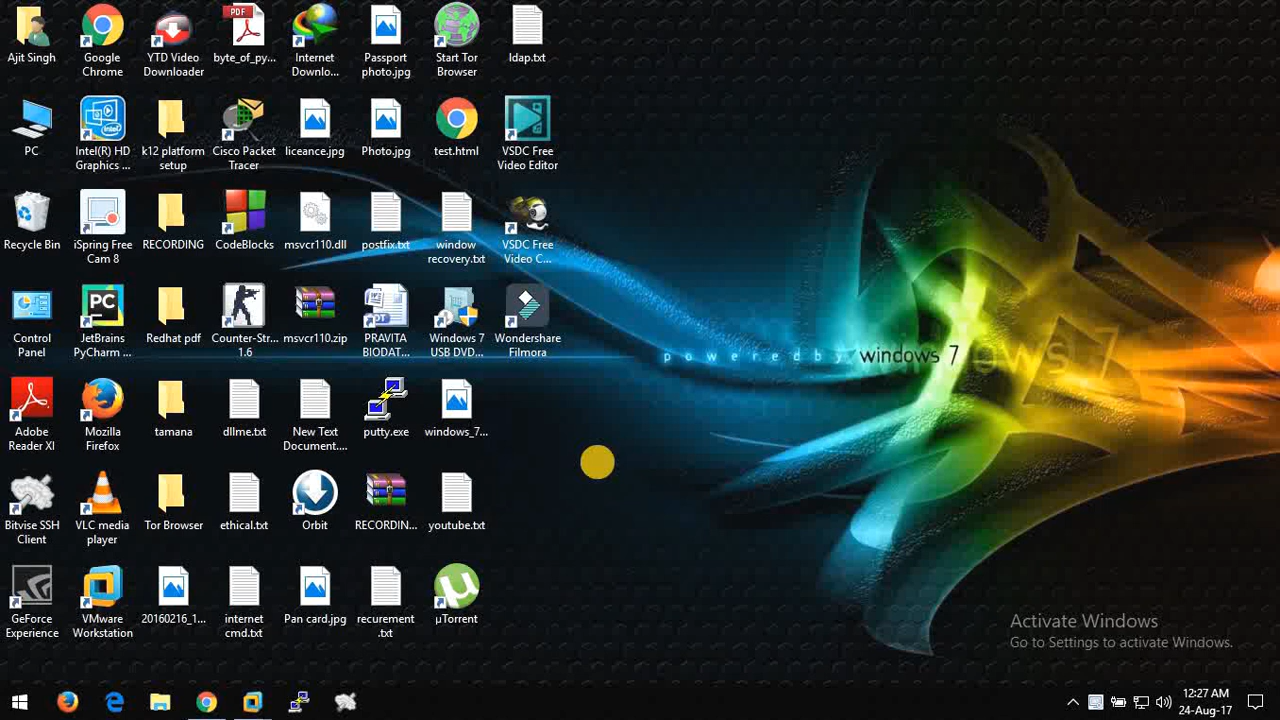 Ajit Singh
Google
Chrome
YTD Video
Downloader
PDF
byte_of_py...
Internet
Downlo...
Passport
photo.jpg
Start Tor
Browser
ldap.txt
PC
Intel(R) HD
Graphics ...
k12 platform
setup
Cisco Packet
Tracer
liceance.jpg
Photo.jpg
test.html
VSDC Free
Video Editor
Recycle Bin
iSpring Free
Cam 8
RECORDING
CodeBlocks
msvcr110.dll
postfix.txt
window
recovery.txt
VSDC Free
Video C...
Control
Panel
PC
JetBrains
PyCharm ...
Redhat pdf
Counter-Str...
1.6
msvcr110.zip
PRAVITA
BIODAT...
Windows 7
USB DVD...
Wondershare
Filmora
powered by windows 7
Adobe
Reader XI
Mozilla
Firefox
tamana
dllme.txt
New Text
Document....
putty.exe
windows_7...
Bitvise SSH
Client
VLC media
player
Tor Browser
ethical.txt
Orbit
RECORDIN...
youtube.txt
GeForce
Experience
VMware
Workstation
20160216_1...
internet
cmd.txt
Pan card.jpg
recurement
.txt
µTorrent
Activate Windows
Go to Settings to activate Windows.
12:27 AM
24-Aug-17